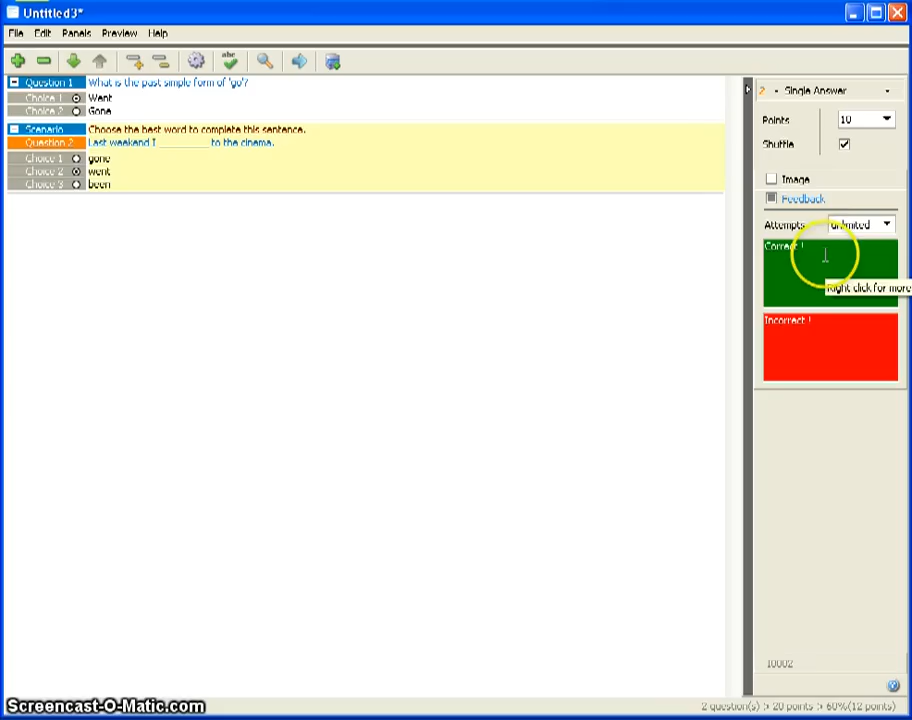 Untitled3*
File Edit Panels Preview Help
abc
Question 1 What is the past simple form of 'go'?
Choice 1 Went
Choice 2 Gone
Scenario Choose the best word to complete this sentence.
Question 2 Last weekend I _________ to the cinema.
Choice 1 gone
Choice 2 went
Choice 3 been
2 - Single Answer -
Points 10
Shuffle
Image
Feedback
Attempts unlimited
Correct !
Right click for more
Incorrect !
10002
Screencast-O-Matic.com
2 question(s) > 20 points > 60%(12 points)